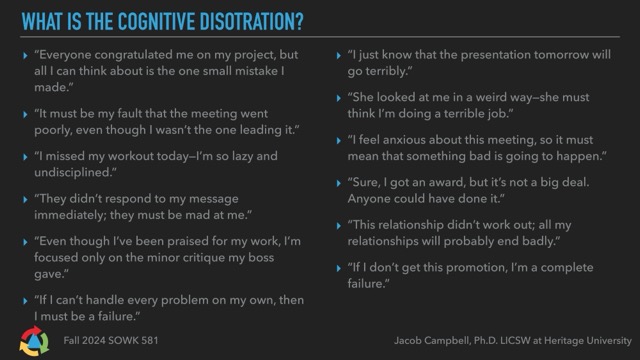 WHAT IS THE COGNITIVE DISOTRATION?
▸ “Everyone congratulated me on my project, but
all I can think about is the one small mistake I
made.”
▸ “It must be my fault that the meeting went
poorly, even though I wasn’t the one leading it.”
▸ “I missed my workout today—I’m so lazy and
undisciplined.”
▸ “They didn’t respond to my message
immediately; they must be mad at me.”
▸ “Even though I’ve been praised for my work, I’m
focused only on the minor critique my boss
gave.”
▸ “If I can’t handle every problem on my own, then
I must be a failure.”
▸ “I just know that the presentation tomorrow will
go terribly.”
▸ “She looked at me in a weird way—she must
think I’m doing a terrible job.”
▸ “I feel anxious about this meeting, so it must
mean that something bad is going to happen.”
▸ “Sure, I got an award, but it’s not a big deal.
Anyone could have done it.”
▸ “This relationship didn’t work out; all my
relationships will probably end badly.”
▸ “If I don’t get this promotion, I’m a complete
failure.”
Fall 2024 SOWK 581
Jacob Campbell, Ph.D. LICSW at Heritage University